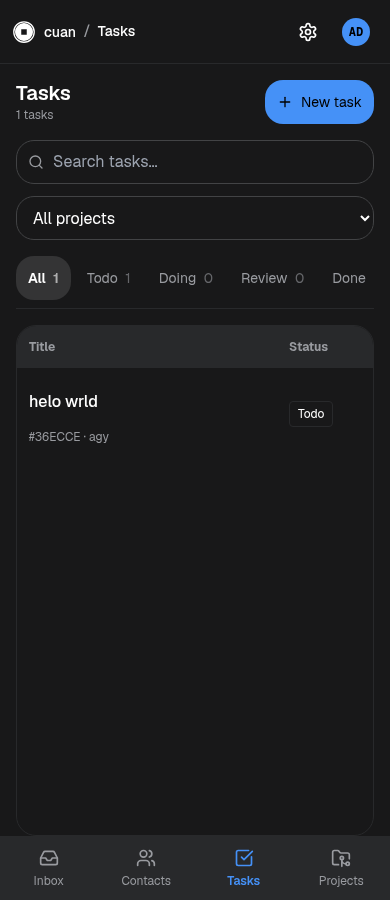 cuan / Tasks
AD
Tasks
1 tasks
New task
Search tasks...
All projects
All 1 Todo 1 Doing 0 Review 0 Done
Title Status
helo wrld
Todo
#36ECCE · agy
Inbox Contacts Tasks Projects